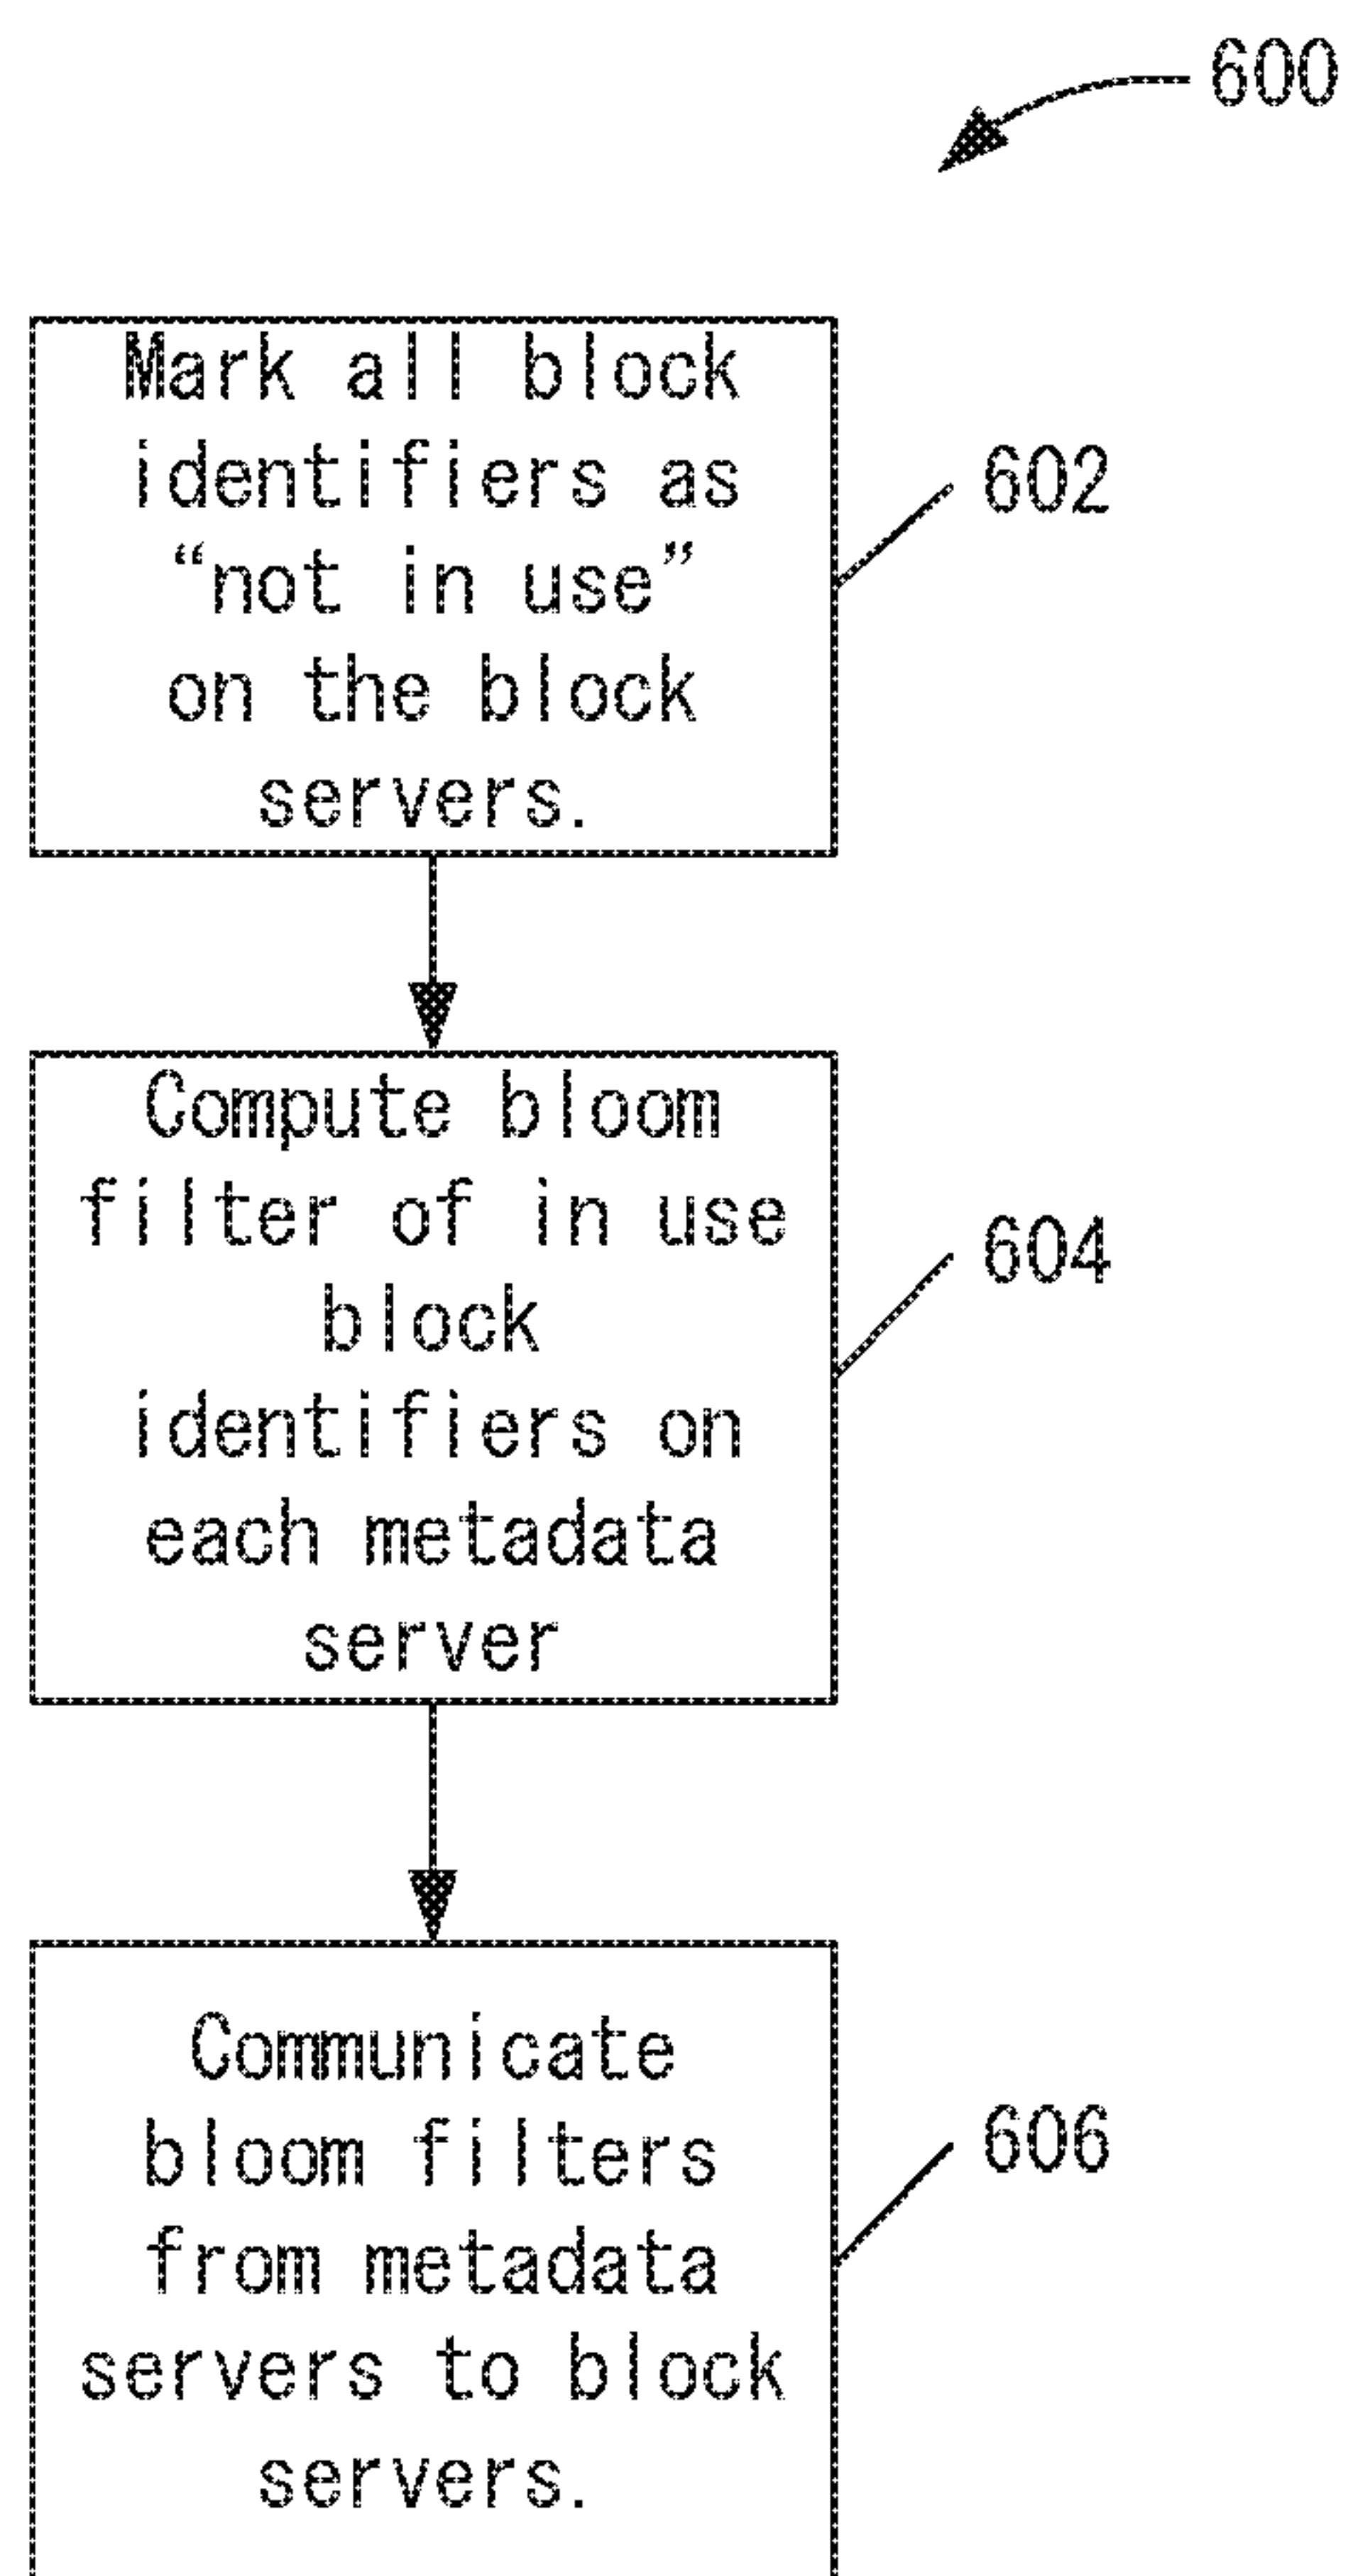 600
Mark all block
identifiers as
“not in use”
on the block
servers.
602
Compute bloom
filter of in use
block
identifiers on
each metadata
server
604
Communicate
bloom filters
from metadata
servers to block
servers.
606